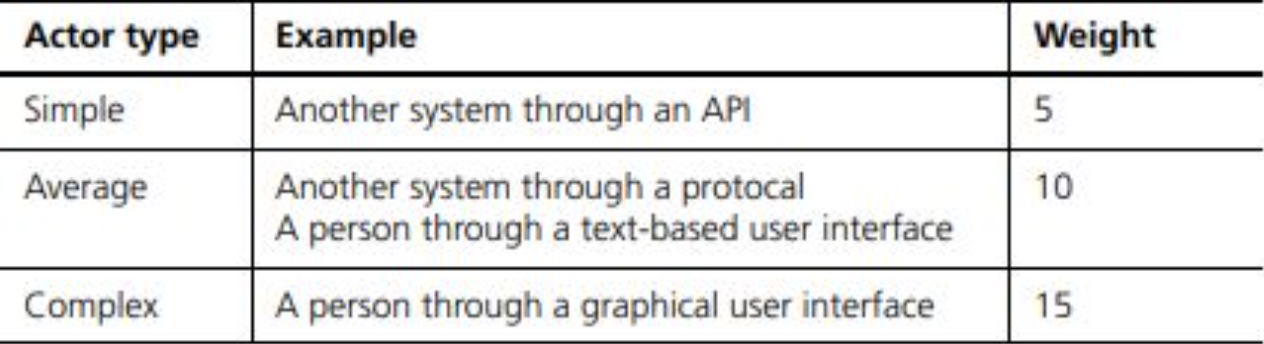 Actor type Example Weight
Simple Another system through an API 5
Average Another system through a protocal 10
A person through a text-based user interface
Complex A person through a graphical user interface 15